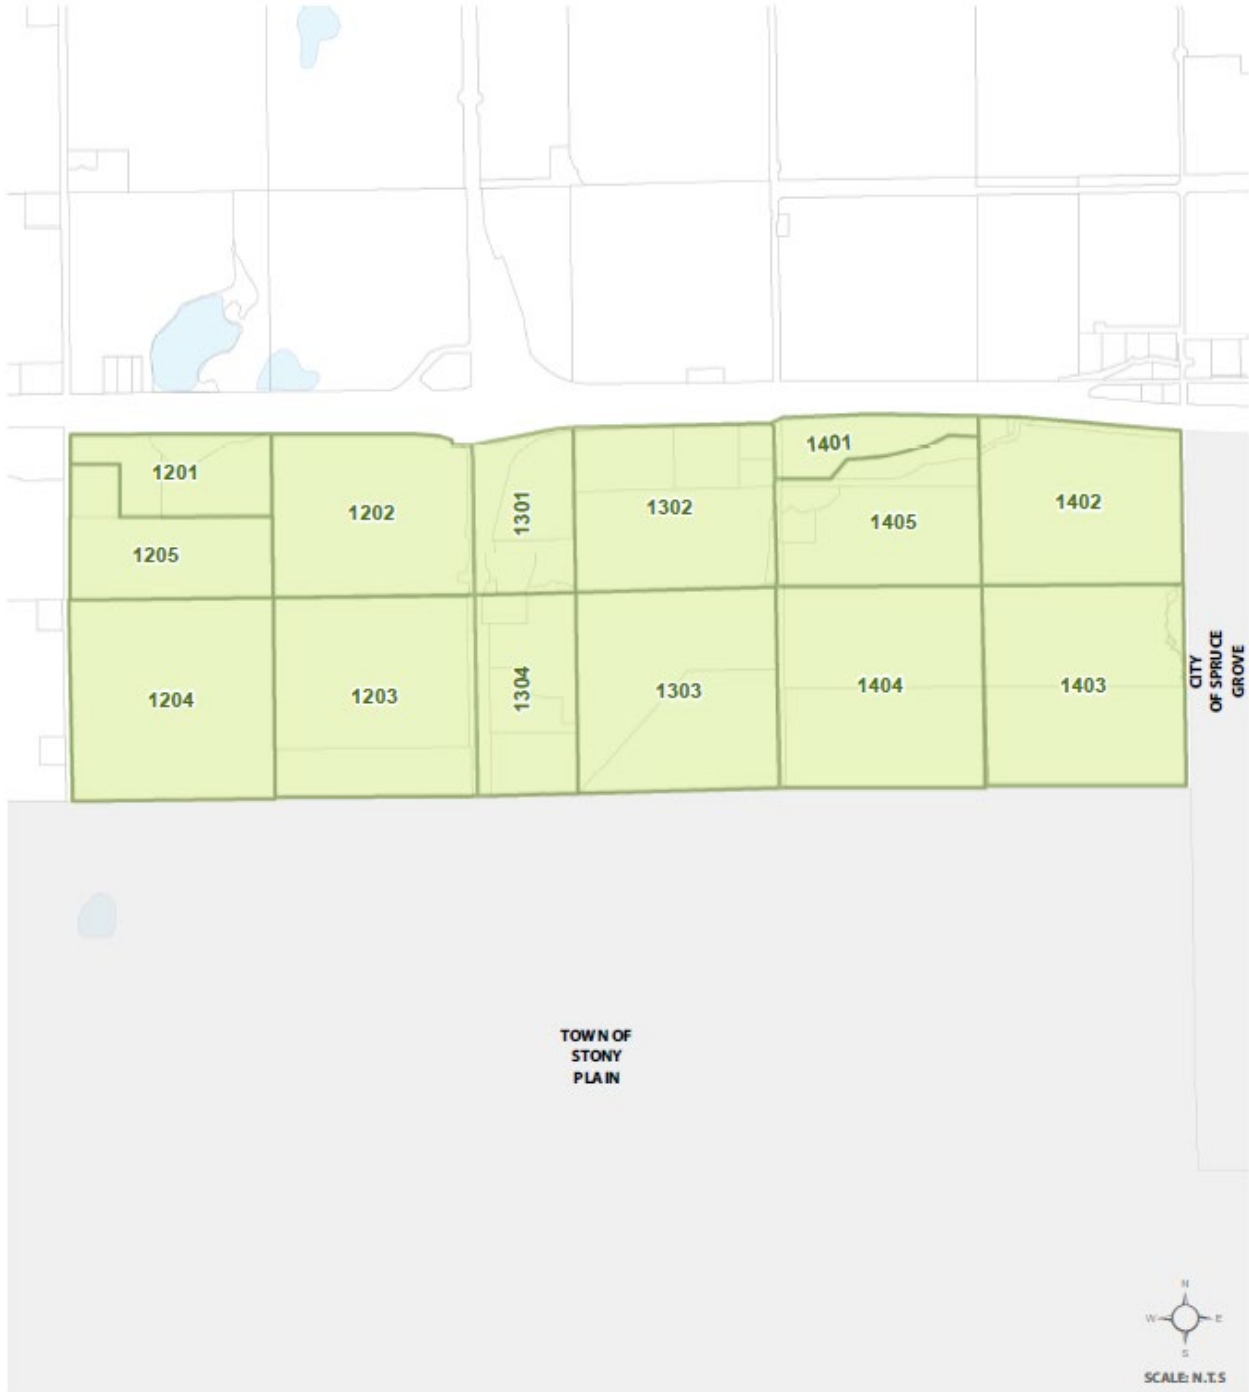 1401
1201
1202
1301
1302
1405
1402
1205
1204
1203
1304
1303
1404
1403
CITY
OF SPRUCE
GROVE
TOWN OF
STONY
PLAIN
N
W
E
S
SCALE: N.T.S